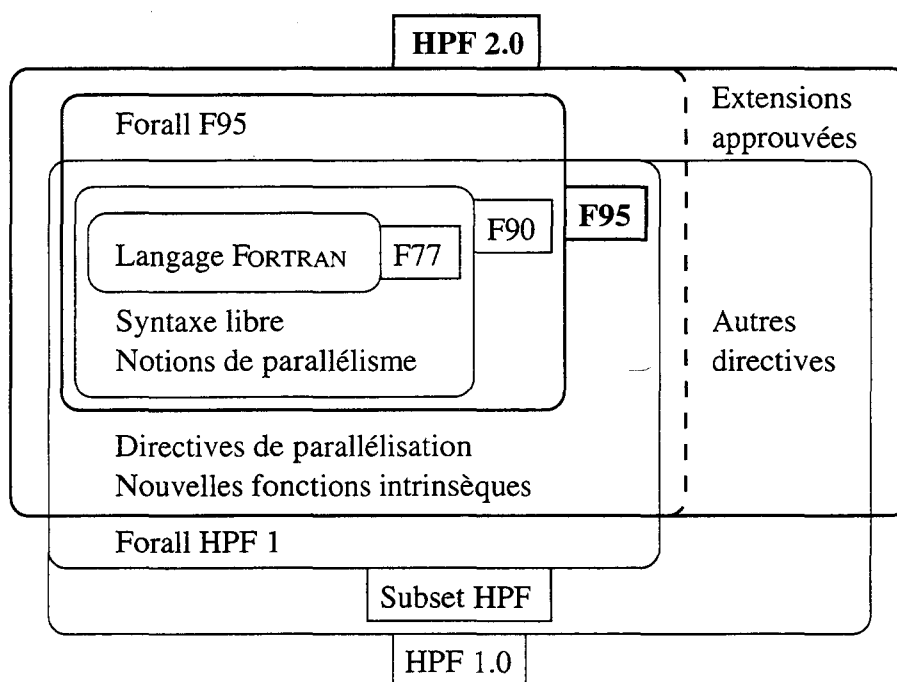 HPF 2.0
Extensions
approuvées
Forall F95
F95
F90
Langage FORTRAN
F77
Syntaxe libre
Notions de parallélisme
Autres
directives
Directives de parallélisation
Nouvelles fonctions intrinsèques
Forall HPF 1
Subset HPF
HPF 1.0